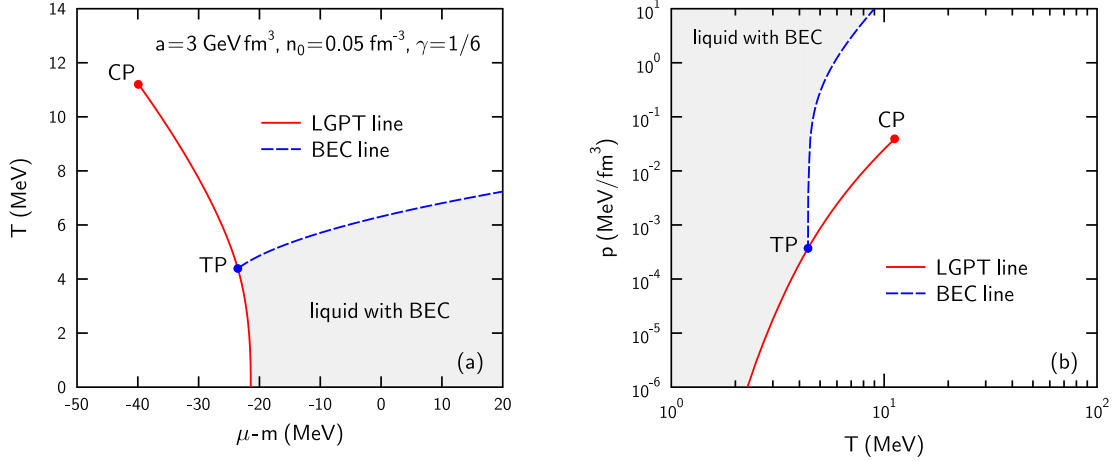 a=3 GeV fm³, n₀=0.05 fm⁻³, γ=1/6
CP
LGPT line
BEC line
TP
liquid with BEC
(a)
T (MeV)
14
12
10
8
6
4
2
0
-50 -40 -30 -20 -10 0 10 20
μ-m (MeV)
liquid with BEC
CP
TP
LGPT line
BEC line
(b)
p (MeV/fm³)
10¹
10⁰
10⁻¹
10⁻²
10⁻³
10⁻⁴
10⁻⁵
10⁻⁶
10⁰ 10¹ 10²
T (MeV)